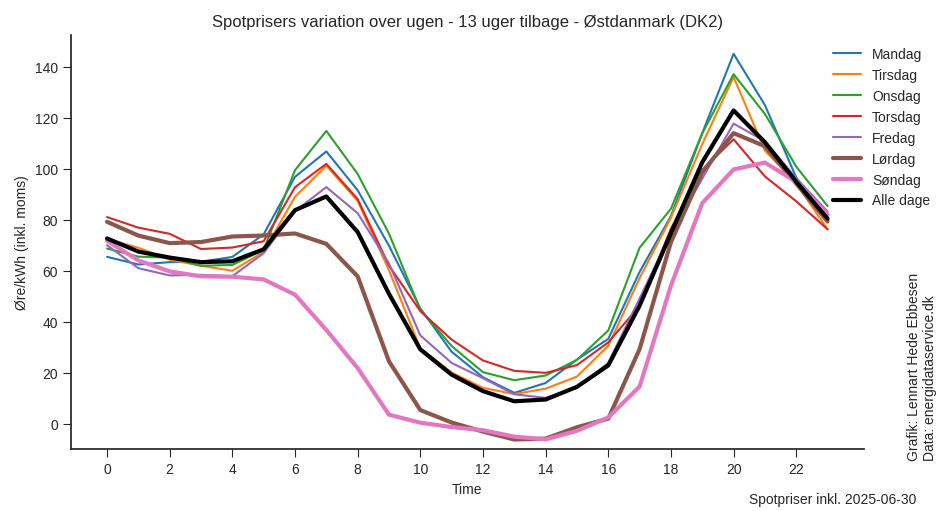 Spotprisers variation over ugen - 13 uger tilbage - Østdanmark (DK2)
Øre/kWh (inkl. moms)
140
120
100
80
60
40
20
0
0 2 4 6 8 10 12 14 16 18 20 22
Time
Mandag
Tirsdag
Onsdag
Torsdag
Fredag
Lørdag
Søndag
Alle dage
Grafik: Lennart Hede Ebbesen
Data: energidataservice.dk
Spotpriser inkl. 2025-06-30